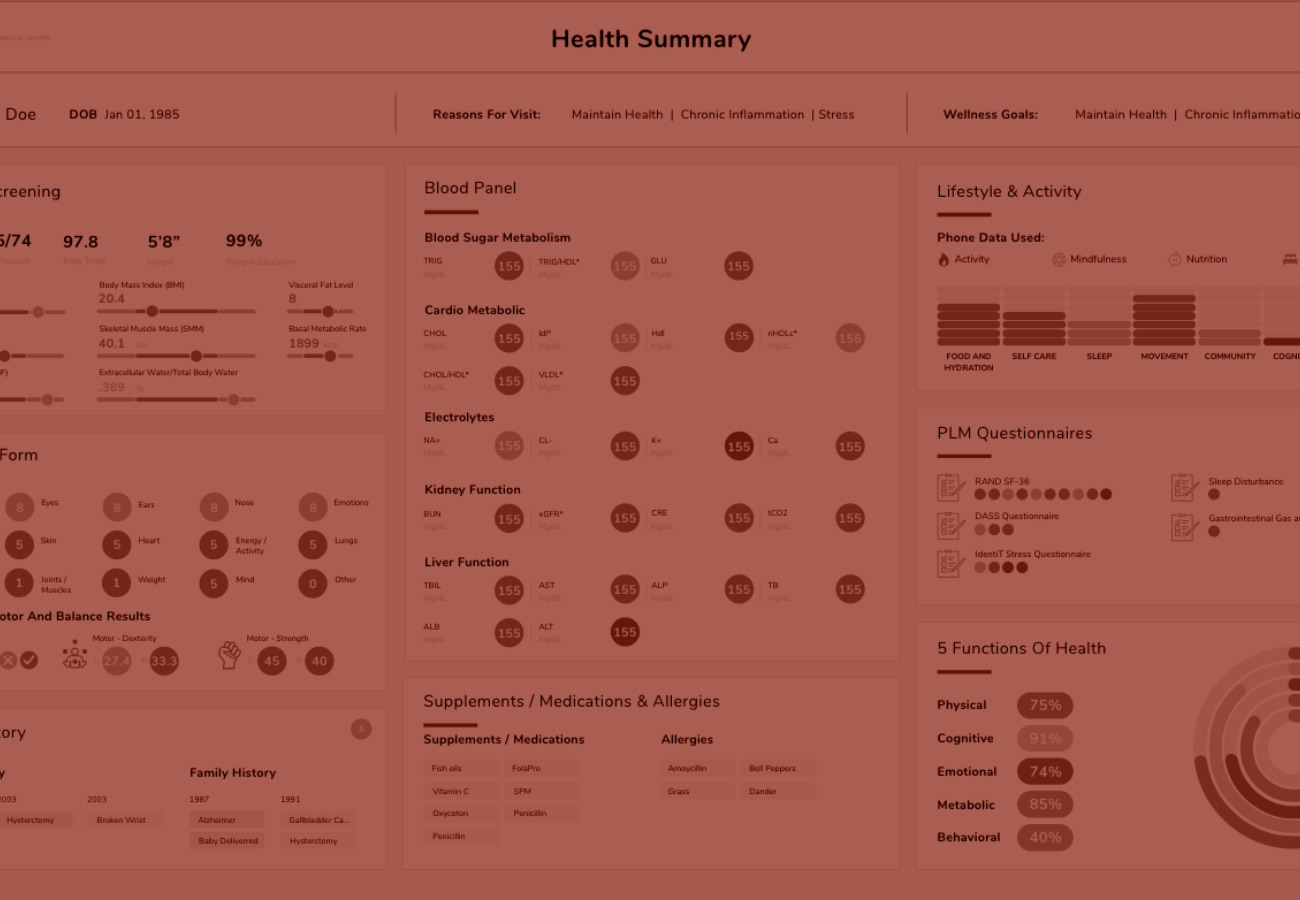 MEDICAL CENTER
Health Summary
Doe DOB Jan 01, 1985
Reasons For Visit: Maintain Health | Chronic Inflammation | Stress
Wellness Goals: Maintain Health | Chronic Inflammatio
creening
5/74 97.8 5'8" 99%
Pressure Body Temp Height Oxygen Saturation
Body Mass Index (BMI) Visceral Fat Level
20.4 8
Skeletal Muscle Mass (SMM) Basal Metabolic Rate
40.1 Lbs 1899 kcal
F) Extracellular Water/Total Body Water
.389 %
Form
8 Eyes 8 Ears 8 Nose 8 Emotions
5 Skin 5 Heart 5 Energy / Activity 5 Lungs
1 Joints / Muscles 1 Weight 5 Mind 0 Other
otor And Balance Results
Motor - Dexterity Motor - Strength
L 27.4 R 33.3 L 45 R 40
tory 5
y Family History
2003 2003 1987 1991
Hysterctomy Broken Wrist Alzheimer Gallbladder Ca...
Baby Deliverred Hysterctomy
Blood Panel
Blood Sugar Metabolism
TRIG 155 TRIG/HDL* 155 GLU 155
Mg/dL Mg/dL Mg/dL
Cardio Metabolic
CHOL 155 ldl* 155 Hdl 155 nHDLc* 155
Mg/dL Mg/dL Mg/dL Mg/dL
CHOL/HDL* 155 VLDL* 155
Mg/dL Mg/dL
Electrolytes
NA+ 155 CL- 155 K+ 155 Ca 155
Mg/dL Mg/dL Mg/dL Mg/dL
Kidney Function
BUN 155 eGFR* 155 CRE 155 tCO2 155
Mg/dL Mg/dL Mg/dL Mg/dL
Liver Function
TBIL 155 AST 155 ALP 155 TB 155
Mg/dL Mg/dL Mg/dL Mg/dL
ALB 155 ALT 155
Mg/dL Mg/dL
Supplements / Medications & Allergies
Supplements / Medications Allergies
Fish oils FolaPro Amoycillin Bell Peppers
Vitamin C SPM Grass Dander
Oxycoton Penicillin
Penicillin
Lifestyle & Activity
Phone Data Used:
Activity Mindfulness Nutrition
FOOD AND HYDRATION SELF CARE SLEEP MOVEMENT COMMUNITY COGNI
PLM Questionnaires
RAND SF-36 Sleep Disturbance
DASS Questionnaire Gastrointestinal Gas a
IdentiT Stress Questionnaire
5 Functions Of Health
Physical 75%
Cognitive 91%
Emotional 74%
Metabolic 85%
Behavioral 40%